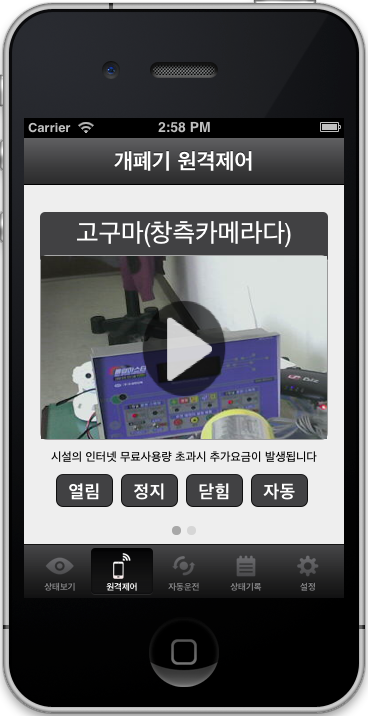 Carrier 2:58 PM
개폐기 원격제어
고구마(창측카메라다)
시설의 인터넷 무료사용량 초과시 추가요금이 발생됩니다
열림 정지 닫힘 자동
상태보기 원격제어 자동운전 상태기록 설정